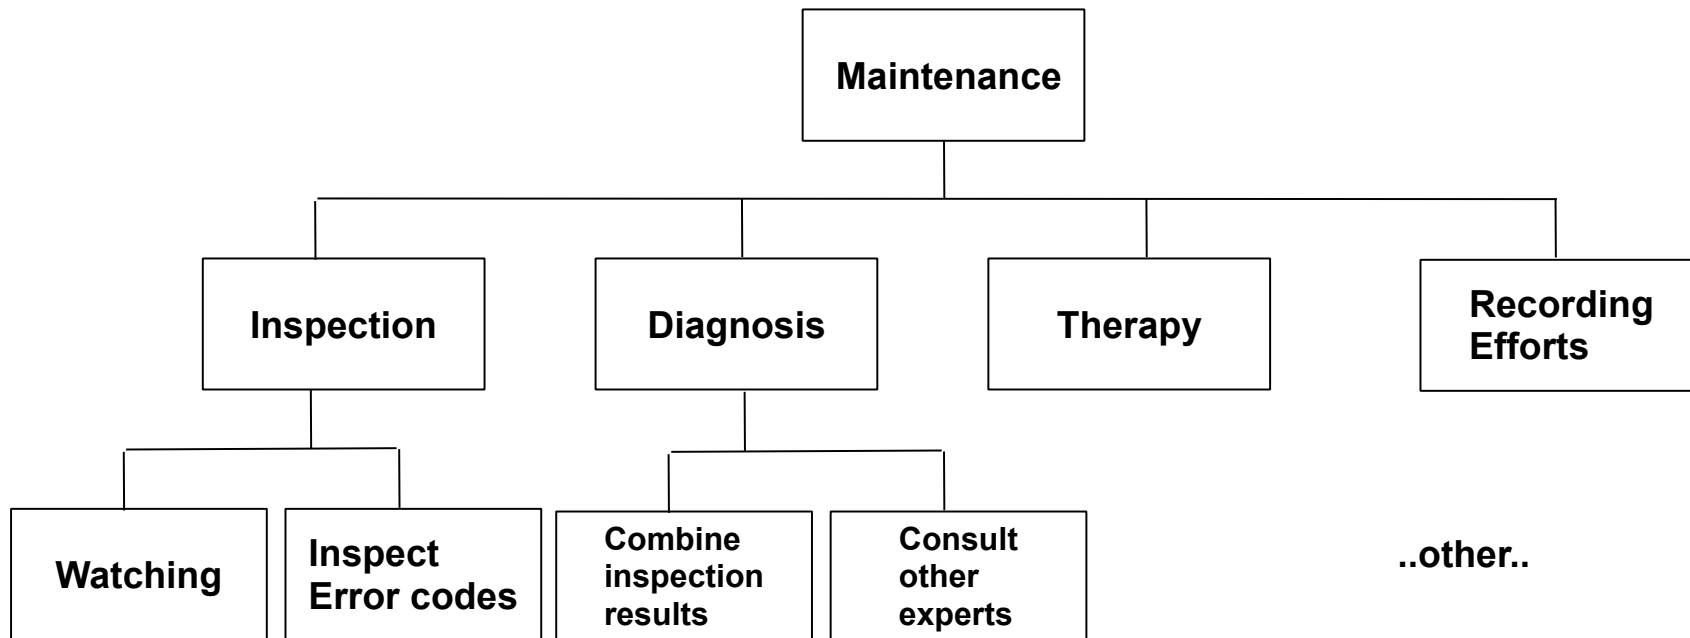 Maintenance
Inspection
Diagnosis
Therapy
Recording
Efforts
Watching
Inspect
Error codes
Combine
inspection
results
Consult
other
experts
..other..